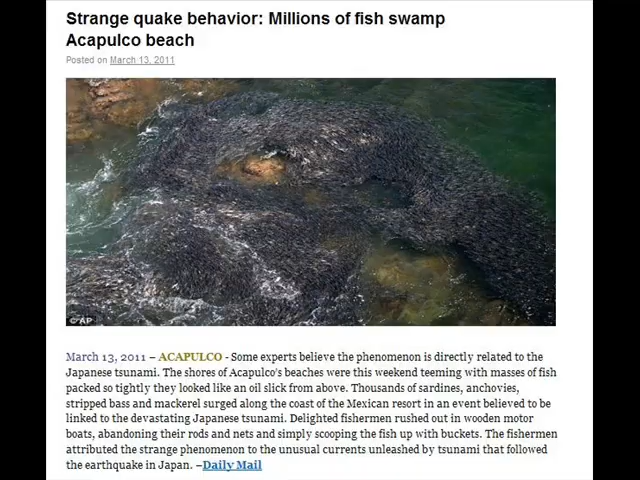 Strange quake behavior: Millions of fish swamp
Acapulco beach
Posted on March 13, 2011
© AP
March 13, 2011 – ACAPULCO - Some experts believe the phenomenon is directly related to the
Japanese tsunami. The shores of Acapulco's beaches were this weekend teeming with masses of fish
packed so tightly they looked like an oil slick from above. Thousands of sardines, anchovies,
stripped bass and mackerel surged along the coast of the Mexican resort in an event believed to be
linked to the devastating Japanese tsunami. Delighted fishermen rushed out in wooden motor
boats, abandoning their rods and nets and simply scooping the fish up with buckets. The fishermen
attributed the strange phenomenon to the unusual currents unleashed by tsunami that followed
the earthquake in Japan. –Daily Mail